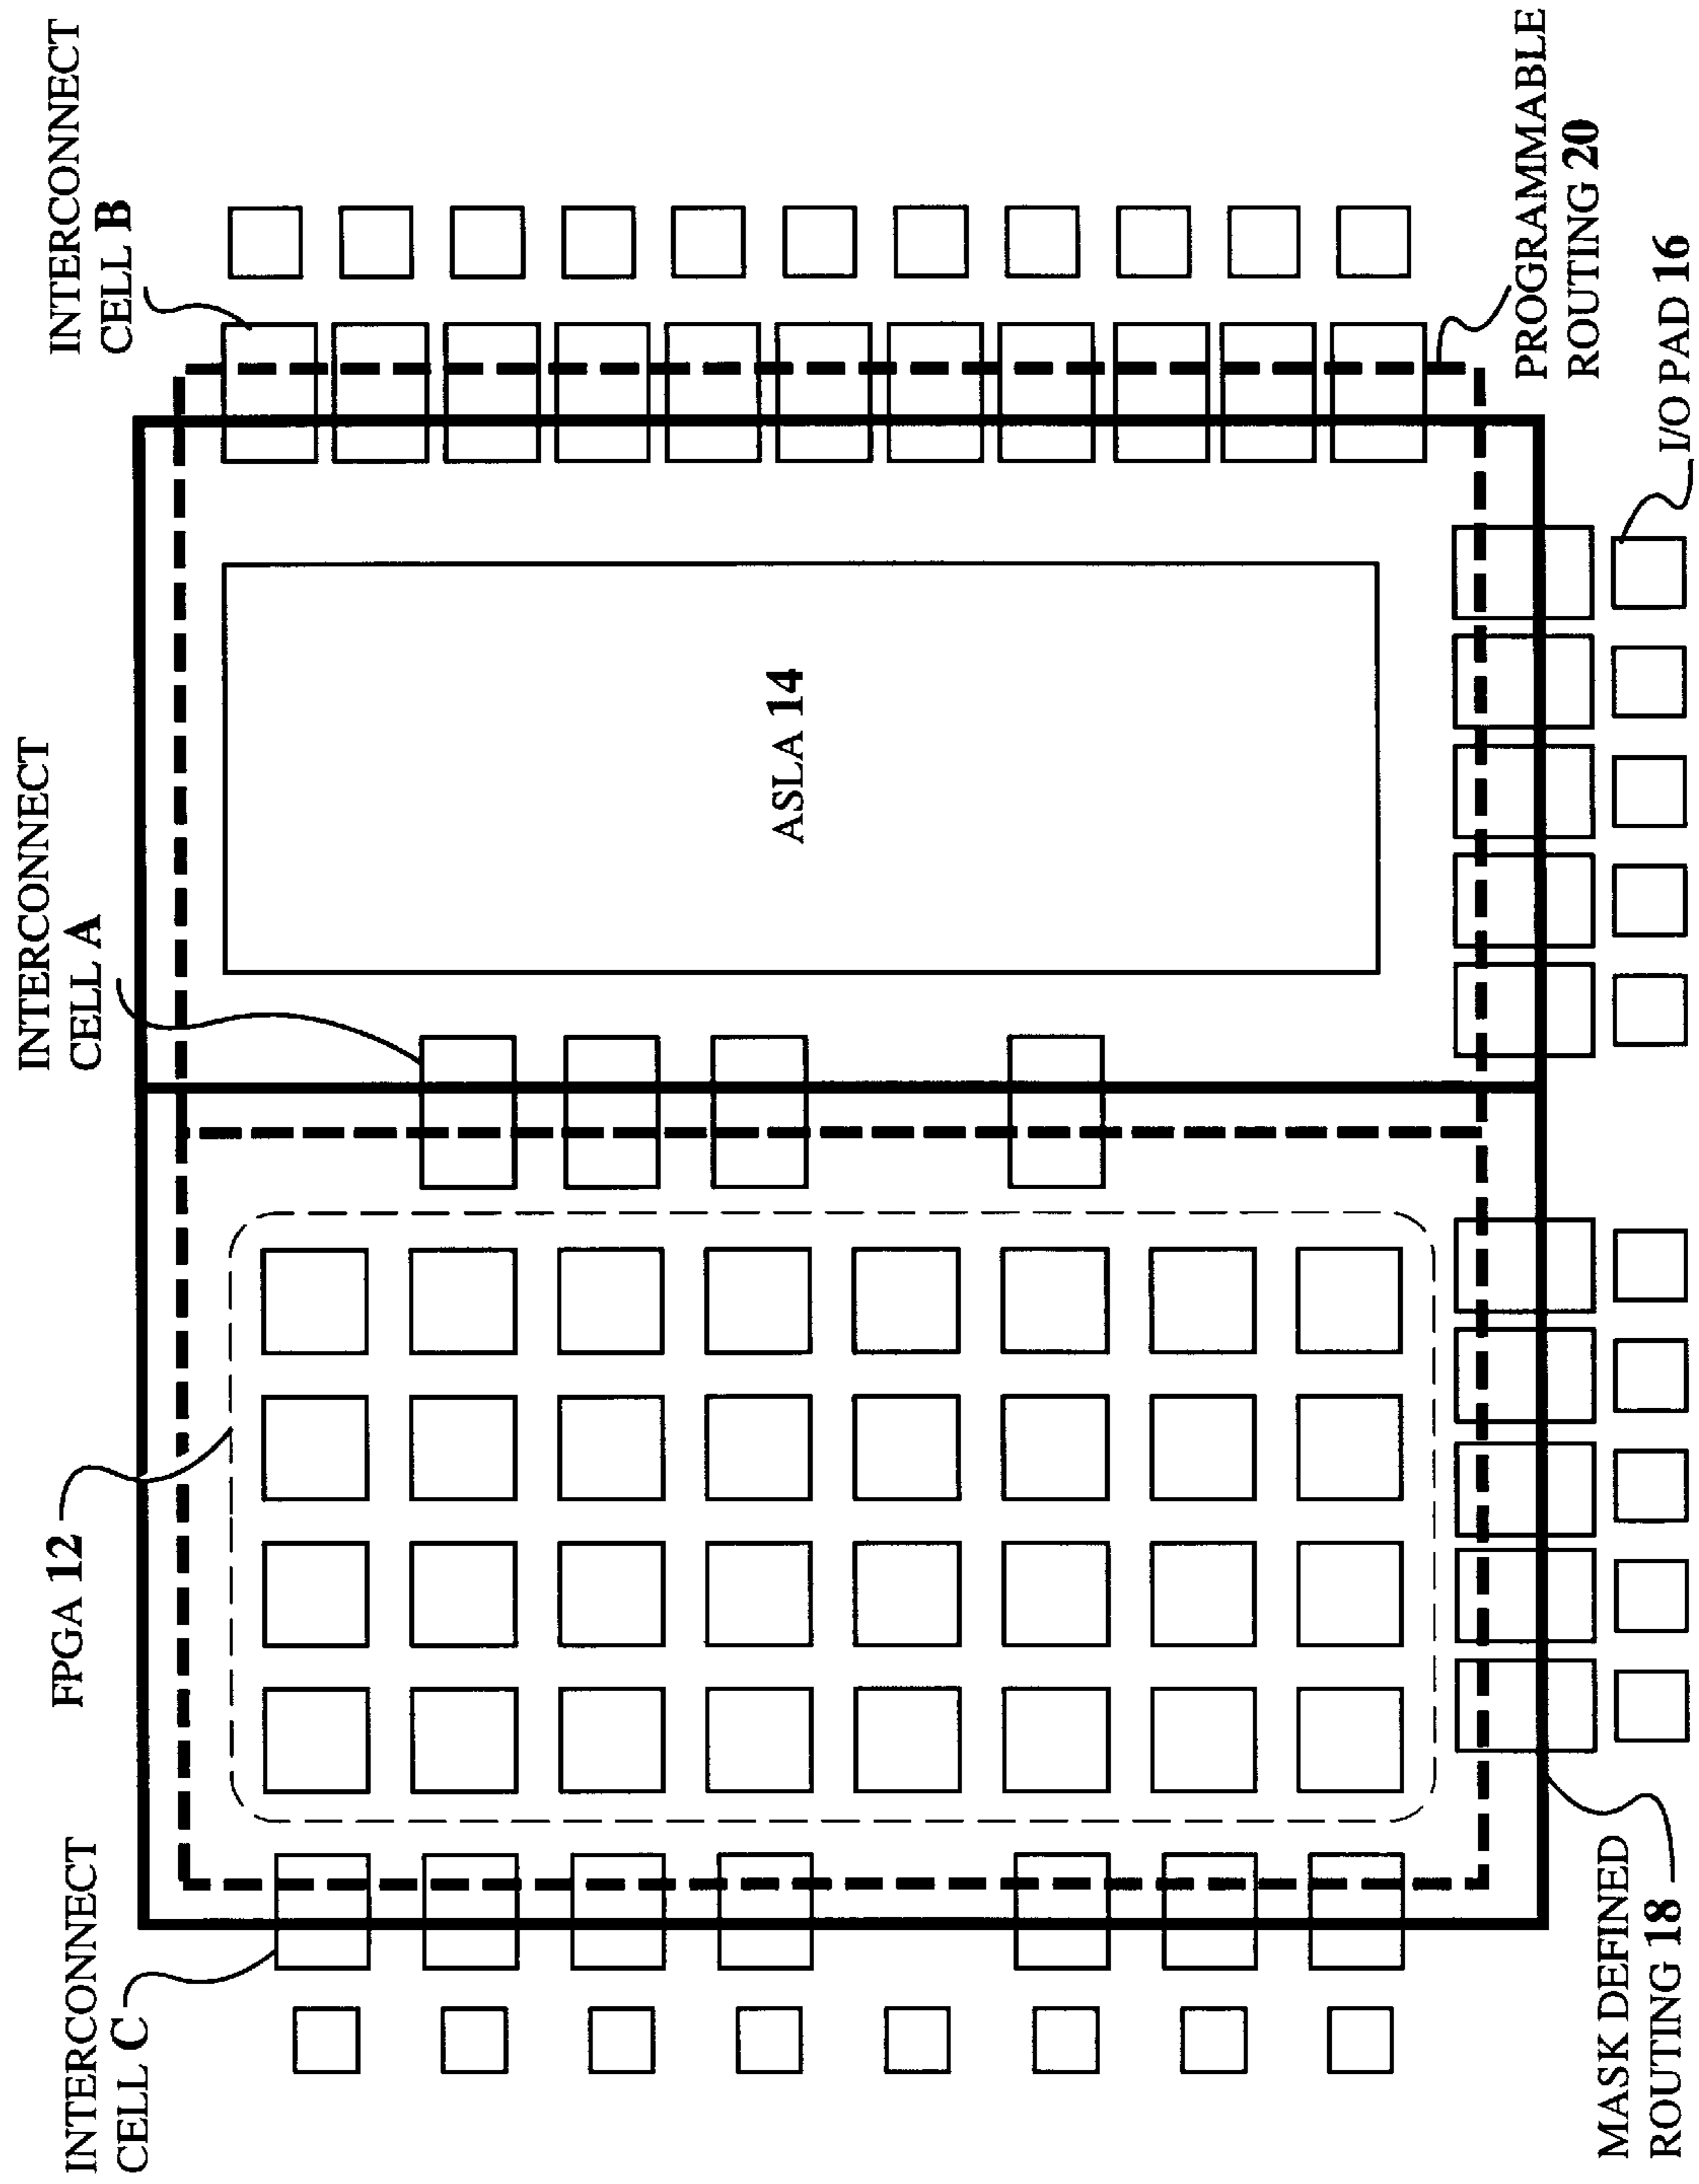 INTERCONNECT
CELL C
FPGA 12
INTERCONNECT
CELL A
INTERCONNECT
CELL B
ASLA 14
MASK DEFINED
ROUTING 18
PROGRAMMABLE
ROUTING 20
I/O PAD 16